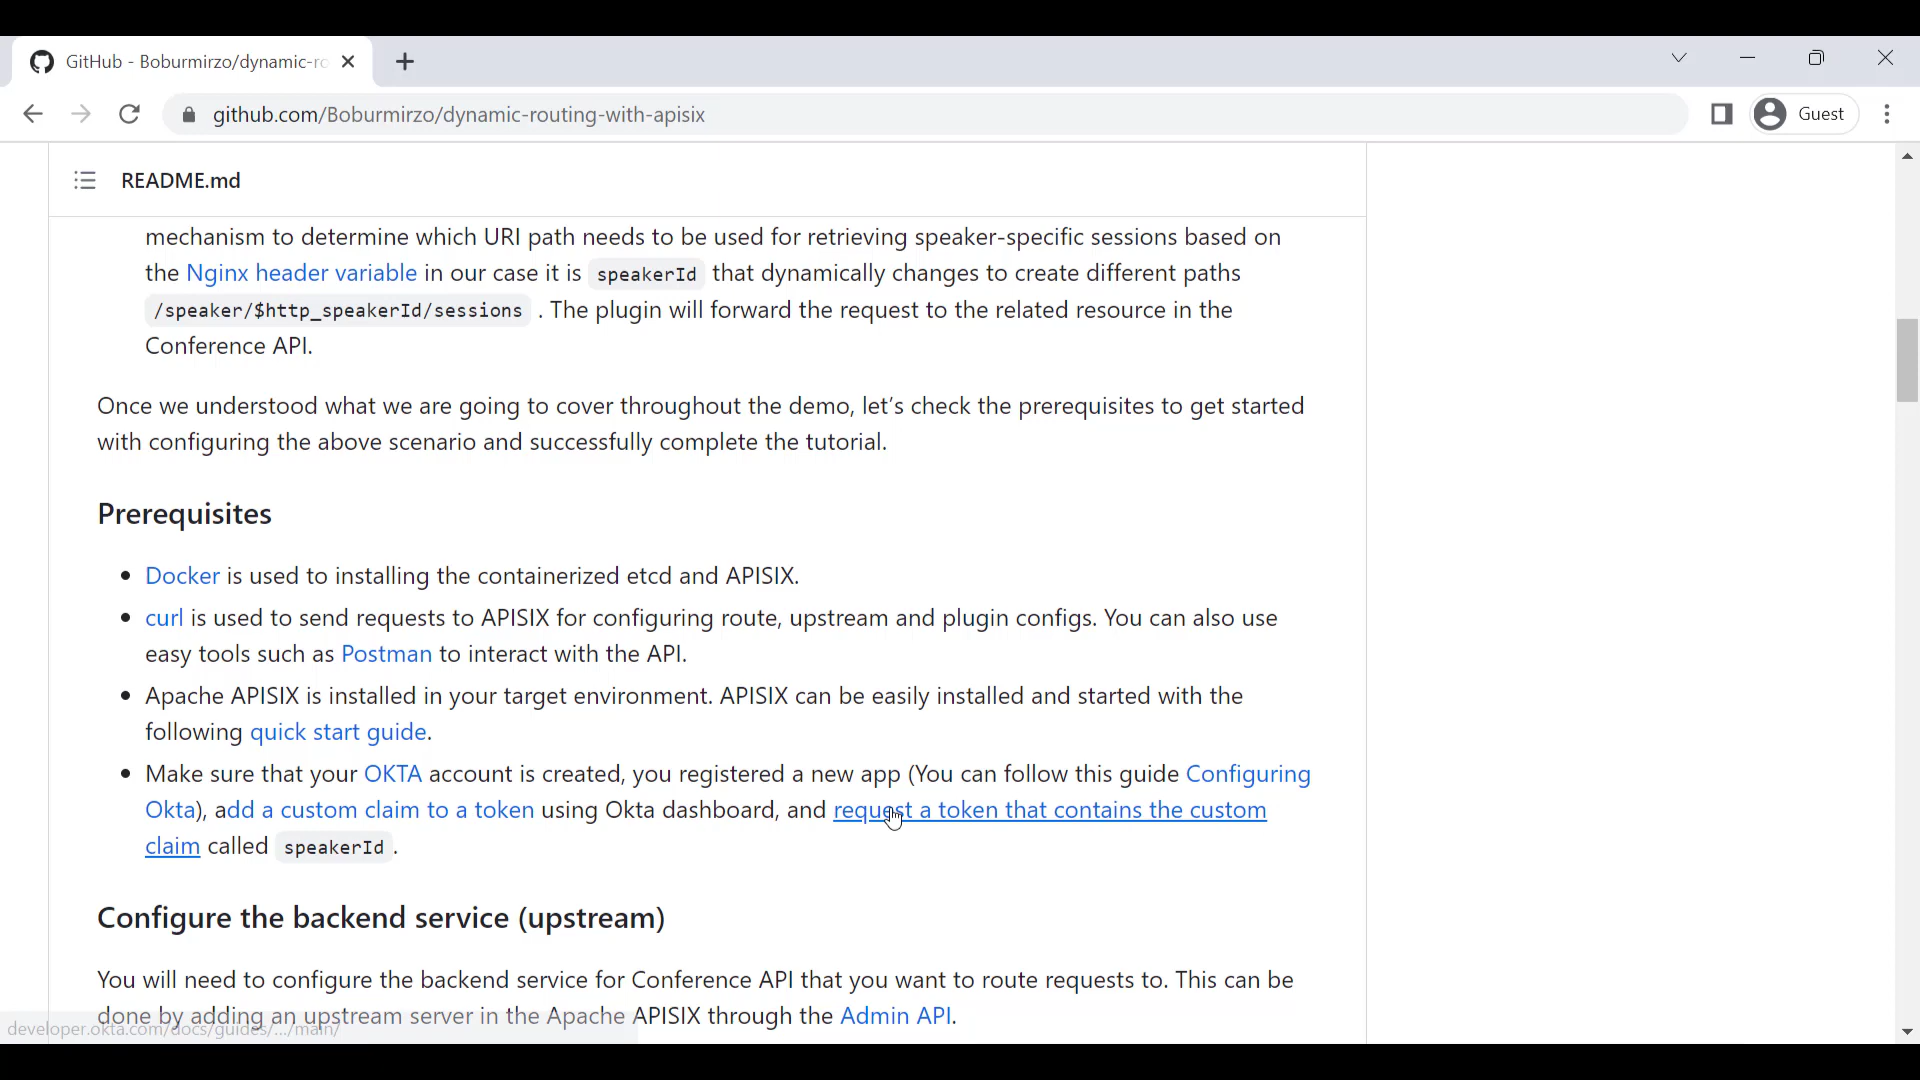 GitHub - Boburmirzo/dynamic-ro
github.com/Boburmirzo/dynamic-routing-with-apisix
Guest
README.md
mechanism to determine which URI path needs to be used for retrieving speaker-specific sessions based on
the Nginx header variable in our case it is speakerId that dynamically changes to create different paths
/speaker/$http_speakerId/sessions . The plugin will forward the request to the related resource in the
Conference API.
Once we understood what we are going to cover throughout the demo, let’s check the prerequisites to get started
with configuring the above scenario and successfully complete the tutorial.
Prerequisites
• Docker is used to installing the containerized etcd and APISIX.
• curl is used to send requests to APISIX for configuring route, upstream and plugin configs. You can also use
easy tools such as Postman to interact with the API.
• Apache APISIX is installed in your target environment. APISIX can be easily installed and started with the
following quick start guide.
• Make sure that your OKTA account is created, you registered a new app (You can follow this guide Configuring
Okta), add a custom claim to a token using Okta dashboard, and request a token that contains the custom
claim called speakerId .
Configure the backend service (upstream)
You will need to configure the backend service for Conference API that you want to route requests to. This can be
done by adding an upstream server in the Apache APISIX through the Admin API.
developer.okta.com/docs/guides/.../main/